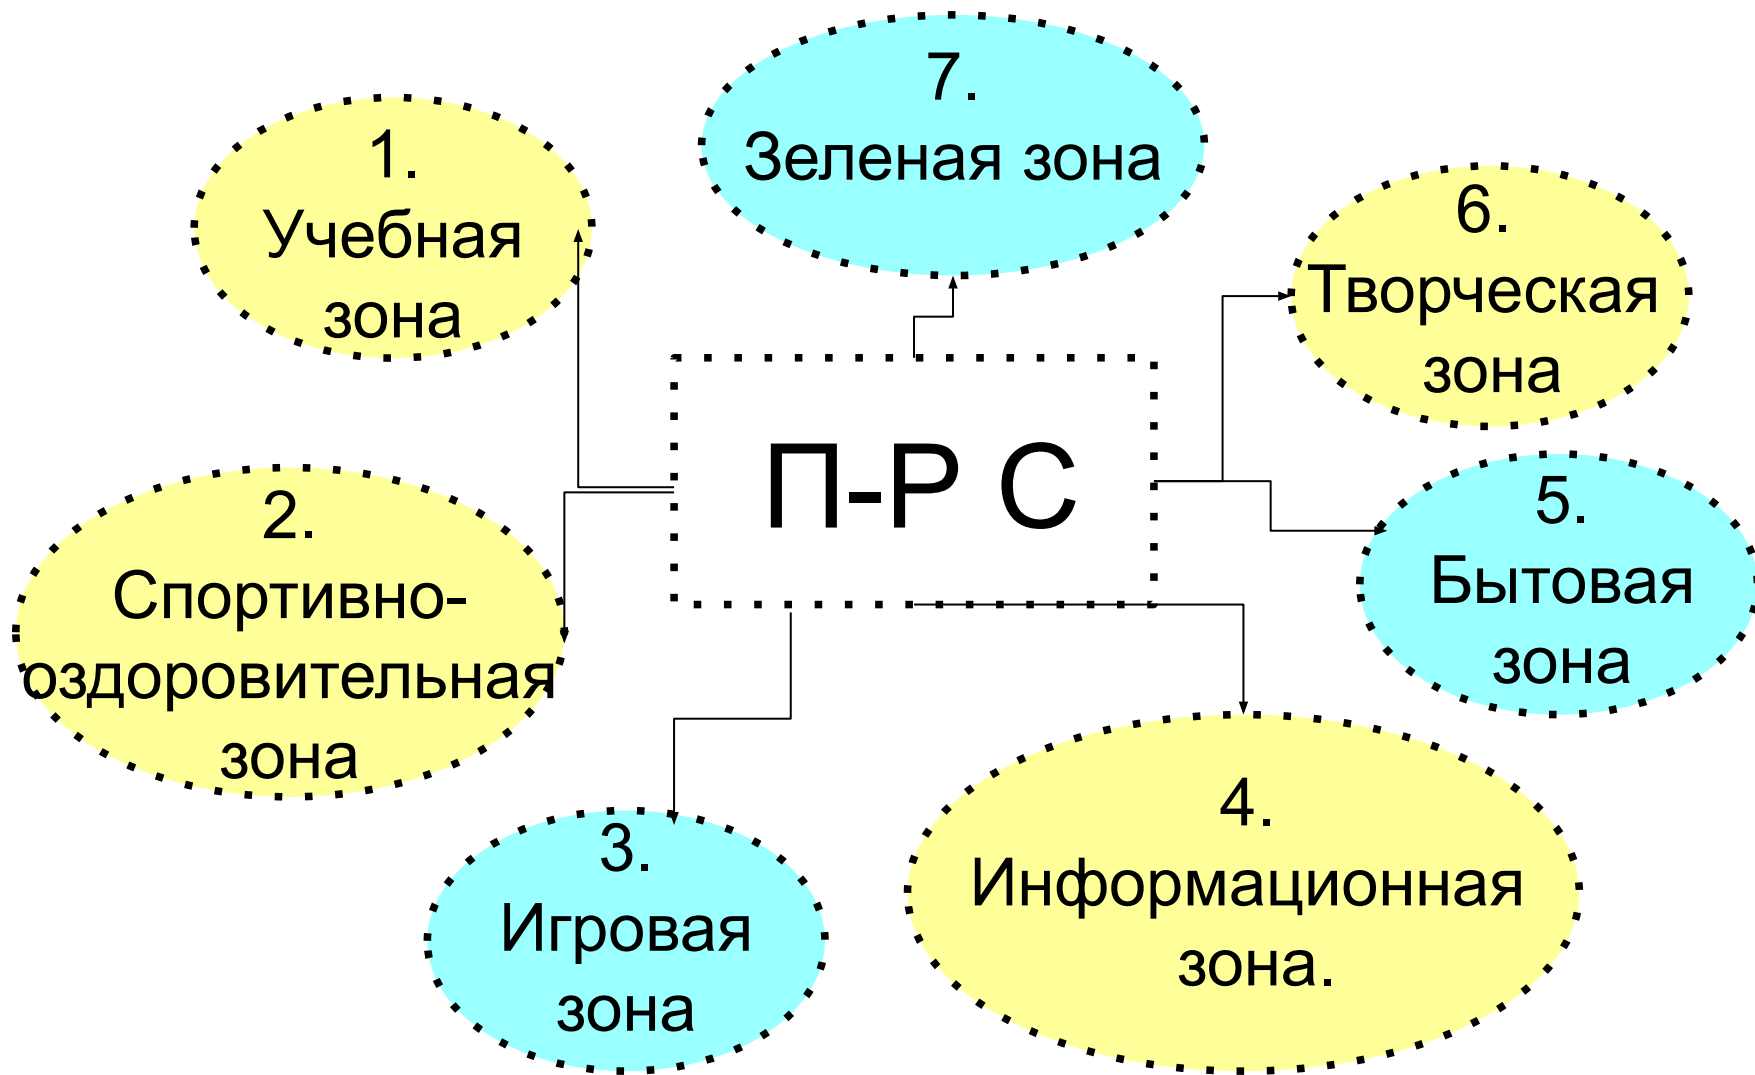 7.
Зеленая зона
1.
Учебная
зона
6.
Творческая
зона
П-Р С
2.
Спортивно-
оздоровительная
зона
5.
Бытовая
зона
3.
Игровая
зона
4.
Информационная
зона.